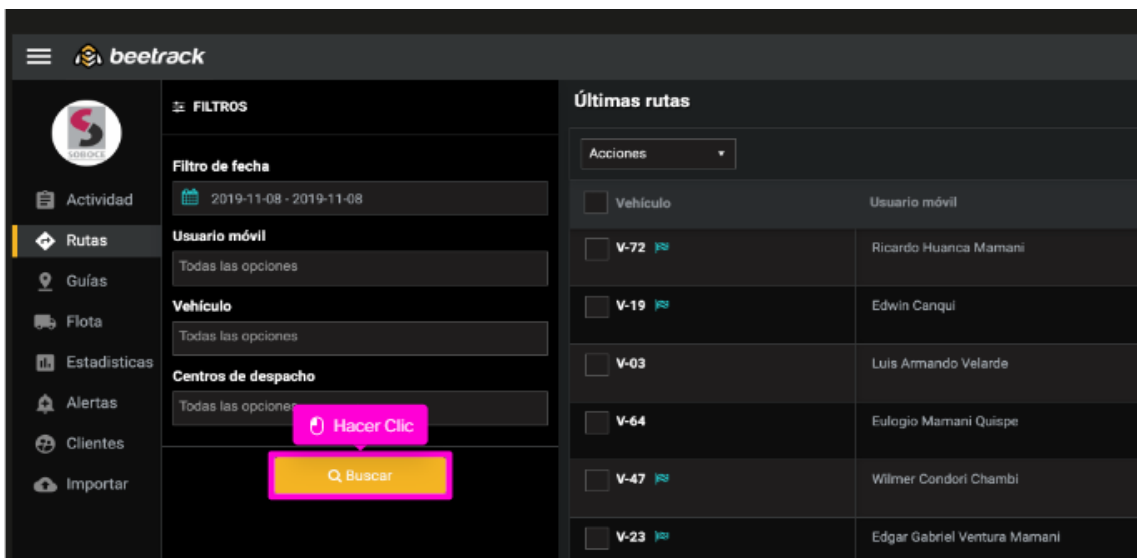 beetrack
SOBOCE
Actividad
Rutas
Guías
Flota
Estadisticas
Alertas
Clientes
Importar
FILTROS
Filtro de fecha
2019-11-08 - 2019-11-08
Usuario móvil
Todas las opciones
Vehículo
Todas las opciones
Centros de despacho
Todas las opciones
Hacer Clic
Buscar
Últimas rutas
Acciones
Vehículo Usuario móvil
V-72 Ricardo Huanca Mamani
V-19 Edwin Canqui
V-03 Luis Armando Velarde
V-64 Eulogio Mamani Quispe
V-47 Wilmer Condori Chambi
V-23 Edgar Gabriel Ventura Mamani